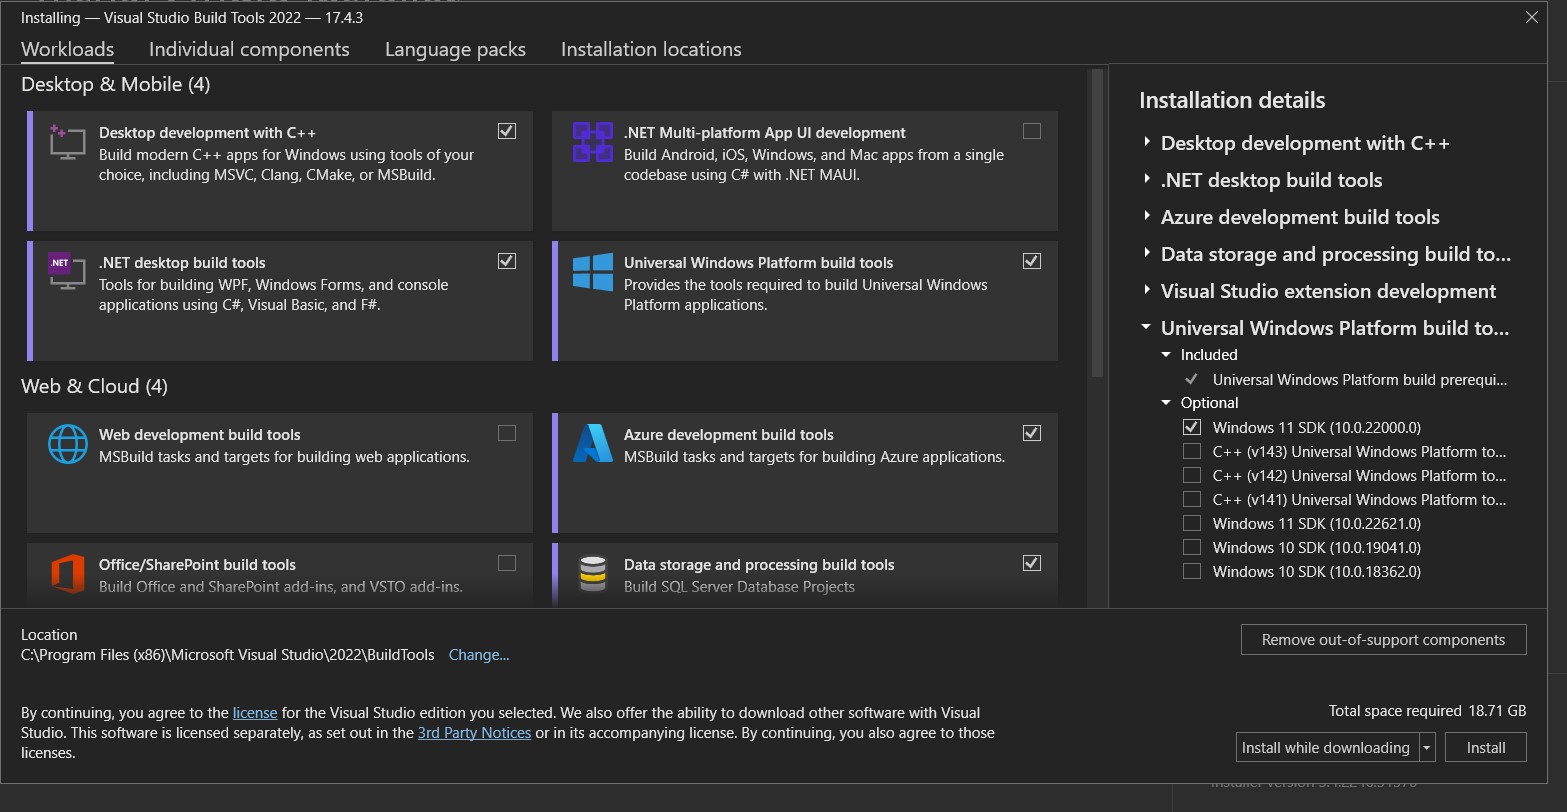 Installing — Visual Studio Build Tools 2022 — 17.4.3
Workloads
Individual components
Language packs
Installation locations
Desktop & Mobile (4)
Desktop development with C++
Build modern C++ apps for Windows using tools of your
choice, including MSVC, Clang, CMake, or MSBuild.
.NET Multi-platform App UI development
Build Android, iOS, Windows, and Mac apps from a single
codebase using C# with .NET MAUI.
.NET
.NET desktop build tools
Tools for building WPF, Windows Forms, and console
applications using C#, Visual Basic, and F#.
Universal Windows Platform build tools
Provides the tools required to build Universal Windows
Platform applications.
Web & Cloud (4)
Web development build tools
MSBuild tasks and targets for building web applications.
Azure development build tools
MSBuild tasks and targets for building Azure applications.
Office/SharePoint build tools
Build Office and SharePoint add-ins, and VSTO add-ins.
Data storage and processing build tools
Build SQL Server Database Projects
Installation details
Desktop development with C++
.NET desktop build tools
Azure development build tools
Data storage and processing build to...
Visual Studio extension development
Universal Windows Platform build to...
Included
Universal Windows Platform build prerequi...
Optional
Windows 11 SDK (10.0.22000.0)
C++ (v143) Universal Windows Platform to...
C++ (v142) Universal Windows Platform to...
C++ (v141) Universal Windows Platform to...
Windows 11 SDK (10.0.22621.0)
Windows 10 SDK (10.0.19041.0)
Windows 10 SDK (10.0.18362.0)
Location
C:\Program Files (x86)\Microsoft Visual Studio\2022\BuildTools
Change...
Remove out-of-support components
By continuing, you agree to the license for the Visual Studio edition you selected. We also offer the ability to download other software with Visual
Studio. This software is licensed separately, as set out in the 3rd Party Notices or in its accompanying license. By continuing, you also agree to those
licenses.
Total space required 18.71 GB
Install while downloading
Install